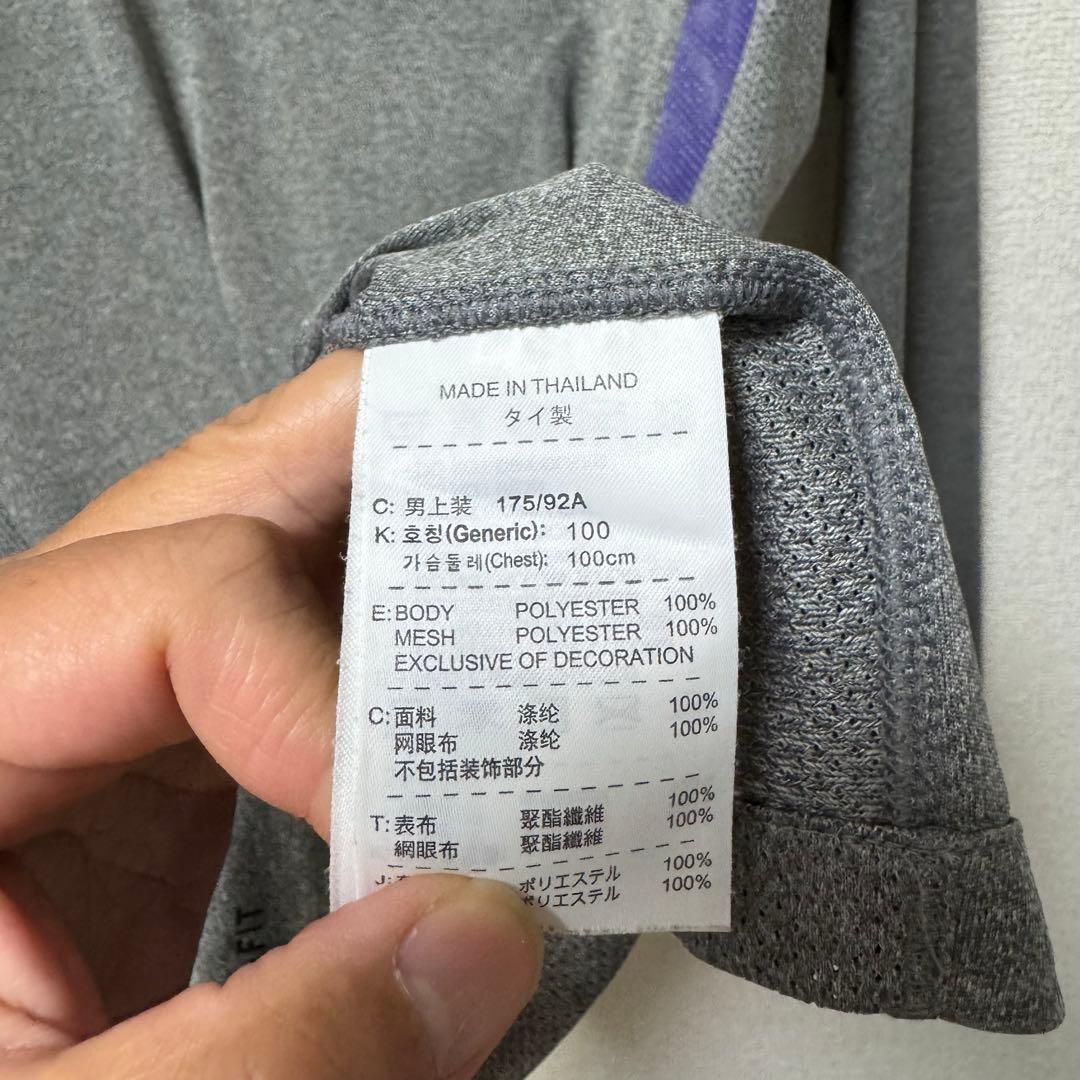 MADE IN THAILAND
タイ製
C: 男上装 175/92A
K: 호칭(Generic): 100
가슴둘레(Chest): 100cm
E: BODY POLYESTER 100%
MESH POLYESTER 100%
EXCLUSIVE OF DECORATION
C: 面料 涤纶 100%
网眼布 涤纶 100%
不包括装饰部分
T: 表布 聚酯纖維 100%
網眼布 聚酯纖維 100%
J: ポリエステル 100%
ポリエステル 100%
FIT